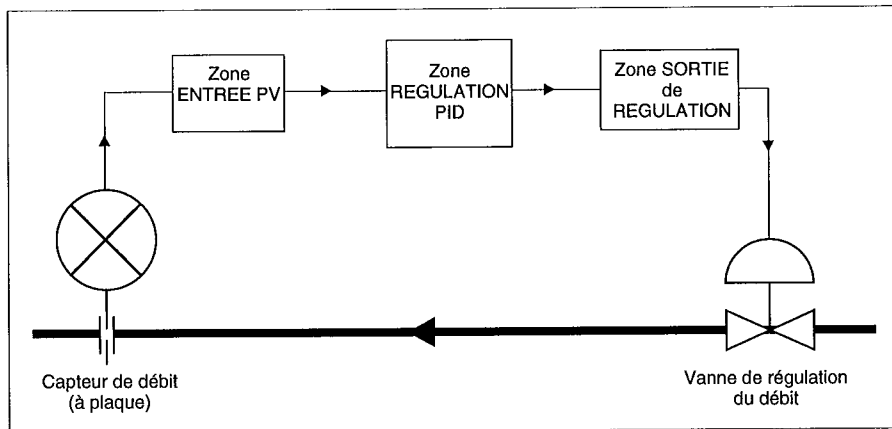 Zone
ENTREE PV
Zone
REGULATION
PID
Zone SORTIE
de
REGULATION
Capteur de débit
(à plaque)
Vanne de régulation
du débit